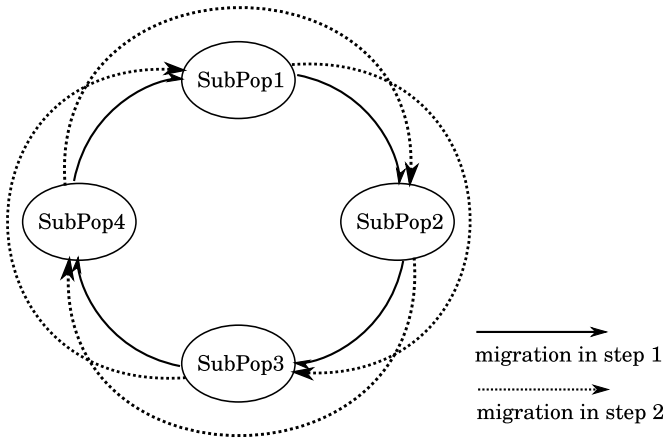 SubPop1
SubPop4
SubPop2
SubPop3
migration in step 1
migration in step 2